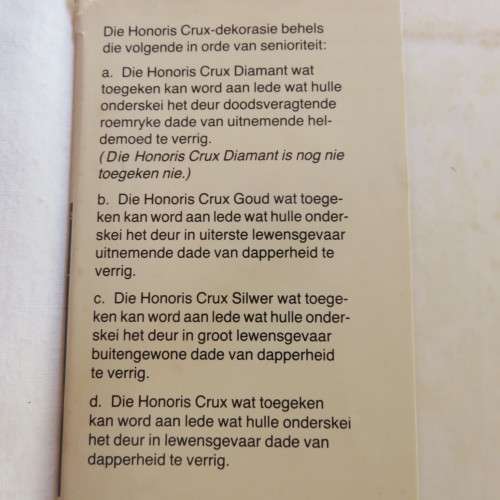 Die Honoris Crux-dekorasie behels
die volgende in orde van senioriteit:
a. Die Honoris Crux Diamant wat
toegeken kan word aan lede wat hulle
onderskei het deur doodsveragtende
roemryke dade van uitnemende hel-
demoed te verrig.
(Die Honoris Crux Diamant is nog nie
toegeken nie.)
b. Die Honoris Crux Goud wat toege-
ken kan word aan lede wat hulle onder-
skei het deur in uiterste lewensgevaar
uitnemende dade van dapperheid te
verrig.
c. Die Honoris Crux Silwer wat toege-
ken kan word aan lede wat hulle onder-
skei het deur in groot lewensgevaar
buitengewone dade van dapperheid
te verrig.
d. Die Honoris Crux wat toegeken
kan word aan lede wat hulle onderskei
het deur in lewensgevaar dade van
dapperheid te verrig.